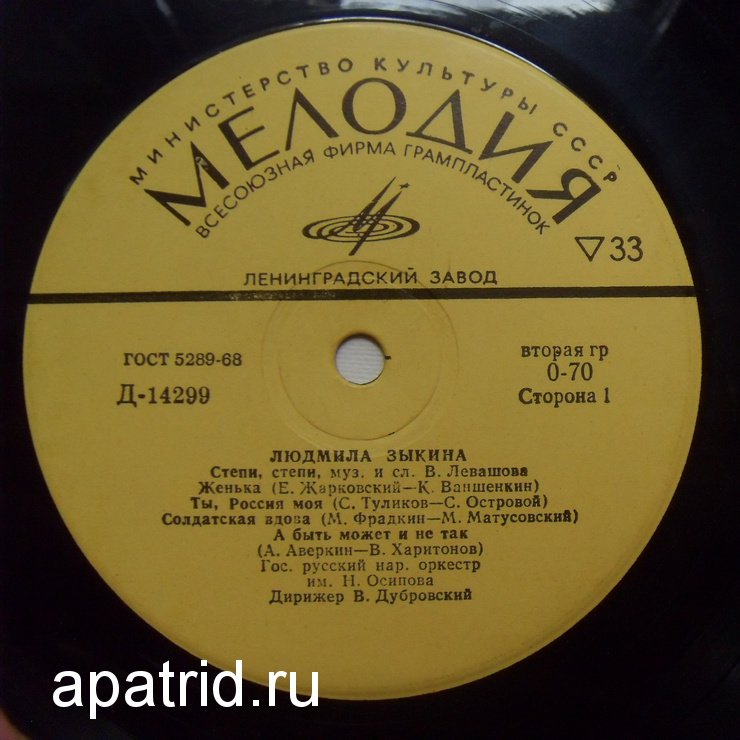 МИНИСТЕРСТВО КУЛЬТУРЫ СССР
МЕЛОДИЯ
ВСЕСОЮЗНАЯ ФИРМА ГРАМПЛАСТИНОК
▽33
ЛЕНИНГРАДСКИЙ ЗАВОД
ГОСТ 5289-68
Д-14299
вторая гр
0-70
Сторона 1
ЛЮДМИЛА ЗЫКИНА
Степи, степи, муз. и сл. В. Левашова
Женька (Е. Жарковский—К. Ваншенкин)
Ты, Россия моя (С. Туликов—С. Островой)
Солдатская вдова (М. Фрадкин—М. Матусовский)
А быть может и не так
(А. Аверкин—В. Харитонов)
Гос. русский нар. оркестр
им. Н. Осипова
Дирижер В. Дубровский
apatrid.ru